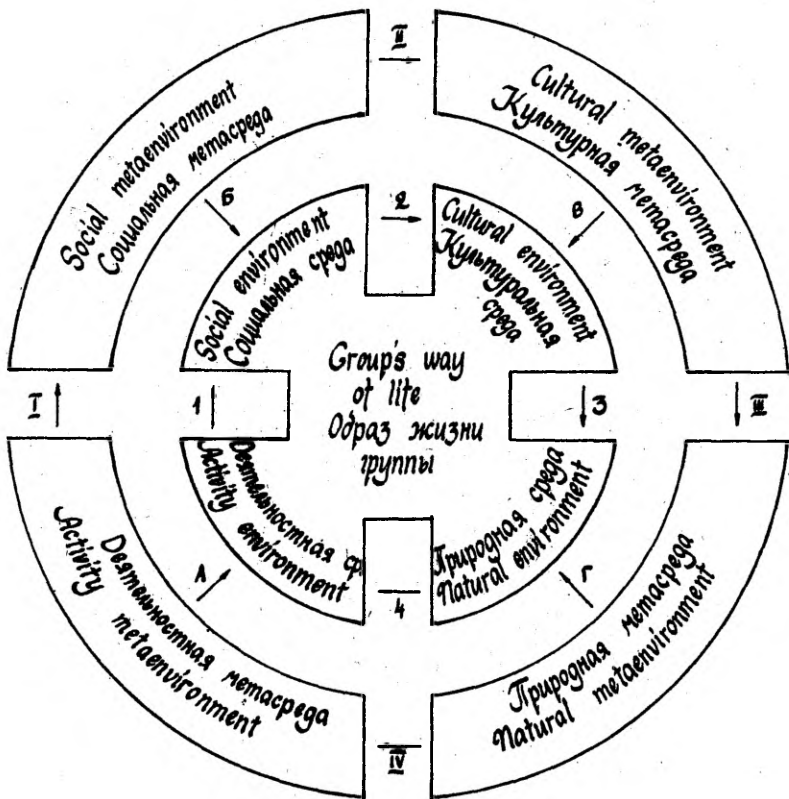 II
Social metaenvironment
Социальная метасреда
Cultural metaenvironment
Культурная метасреда
Б
2
В
Social environment
Социальная среда
Cultural environment
Культуральная
среда
I
1
Group's way
of life
Образ жизни
группы
3
III
Деятельностная ср
Activity environment
Природная среда
Natural environment
А
4
Г
Деятельностная метасреда
Activity metaenvironment
Природная метасреда
Natural metaenvironment
IV